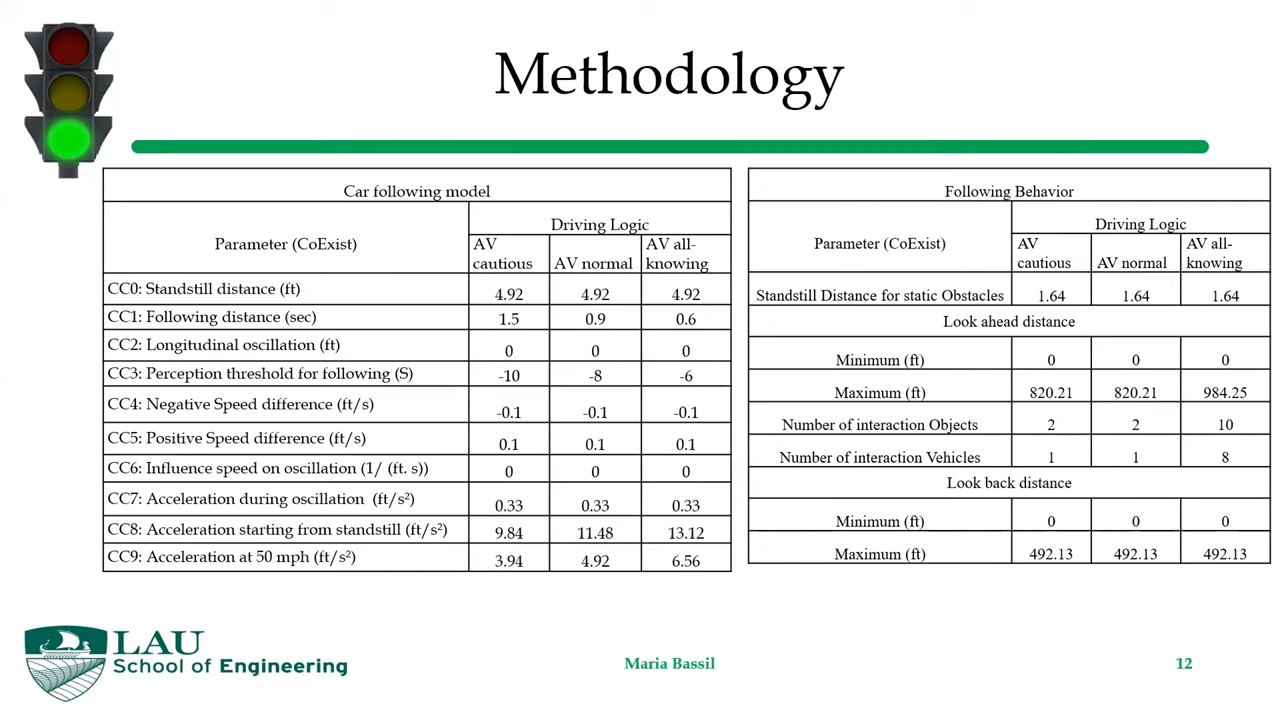 Methodology
Car following model
Parameter (CoExist)
Driving Logic
AV cautious
AV normal
AV all-knowing
CC0: Standstill distance (ft) 4.92 4.92 4.92
CC1: Following distance (sec) 1.5 0.9 0.6
CC2: Longitudinal oscillation (ft) 0 0 0
CC3: Perception threshold for following (S) -10 -8 -6
CC4: Negative Speed difference (ft/s) -0.1 -0.1 -0.1
CC5: Positive Speed difference (ft/s) 0.1 0.1 0.1
CC6: Influence speed on oscillation (1/ (ft. s)) 0 0 0
CC7: Acceleration during oscillation (ft/s²) 0.33 0.33 0.33
CC8: Acceleration starting from standstill (ft/s²) 9.84 11.48 13.12
CC9: Acceleration at 50 mph (ft/s²) 3.94 4.92 6.56
Following Behavior
Parameter (CoExist)
Driving Logic
AV cautious
AV normal
AV all-knowing
Standstill Distance for static Obstacles 1.64 1.64 1.64
Look ahead distance
Minimum (ft) 0 0 0
Maximum (ft) 820.21 820.21 984.25
Number of interaction Objects 2 2 10
Number of interaction Vehicles 1 1 8
Look back distance
Minimum (ft) 0 0 0
Maximum (ft) 492.13 492.13 492.13
LAU
School of Engineering
Maria Bassil
12